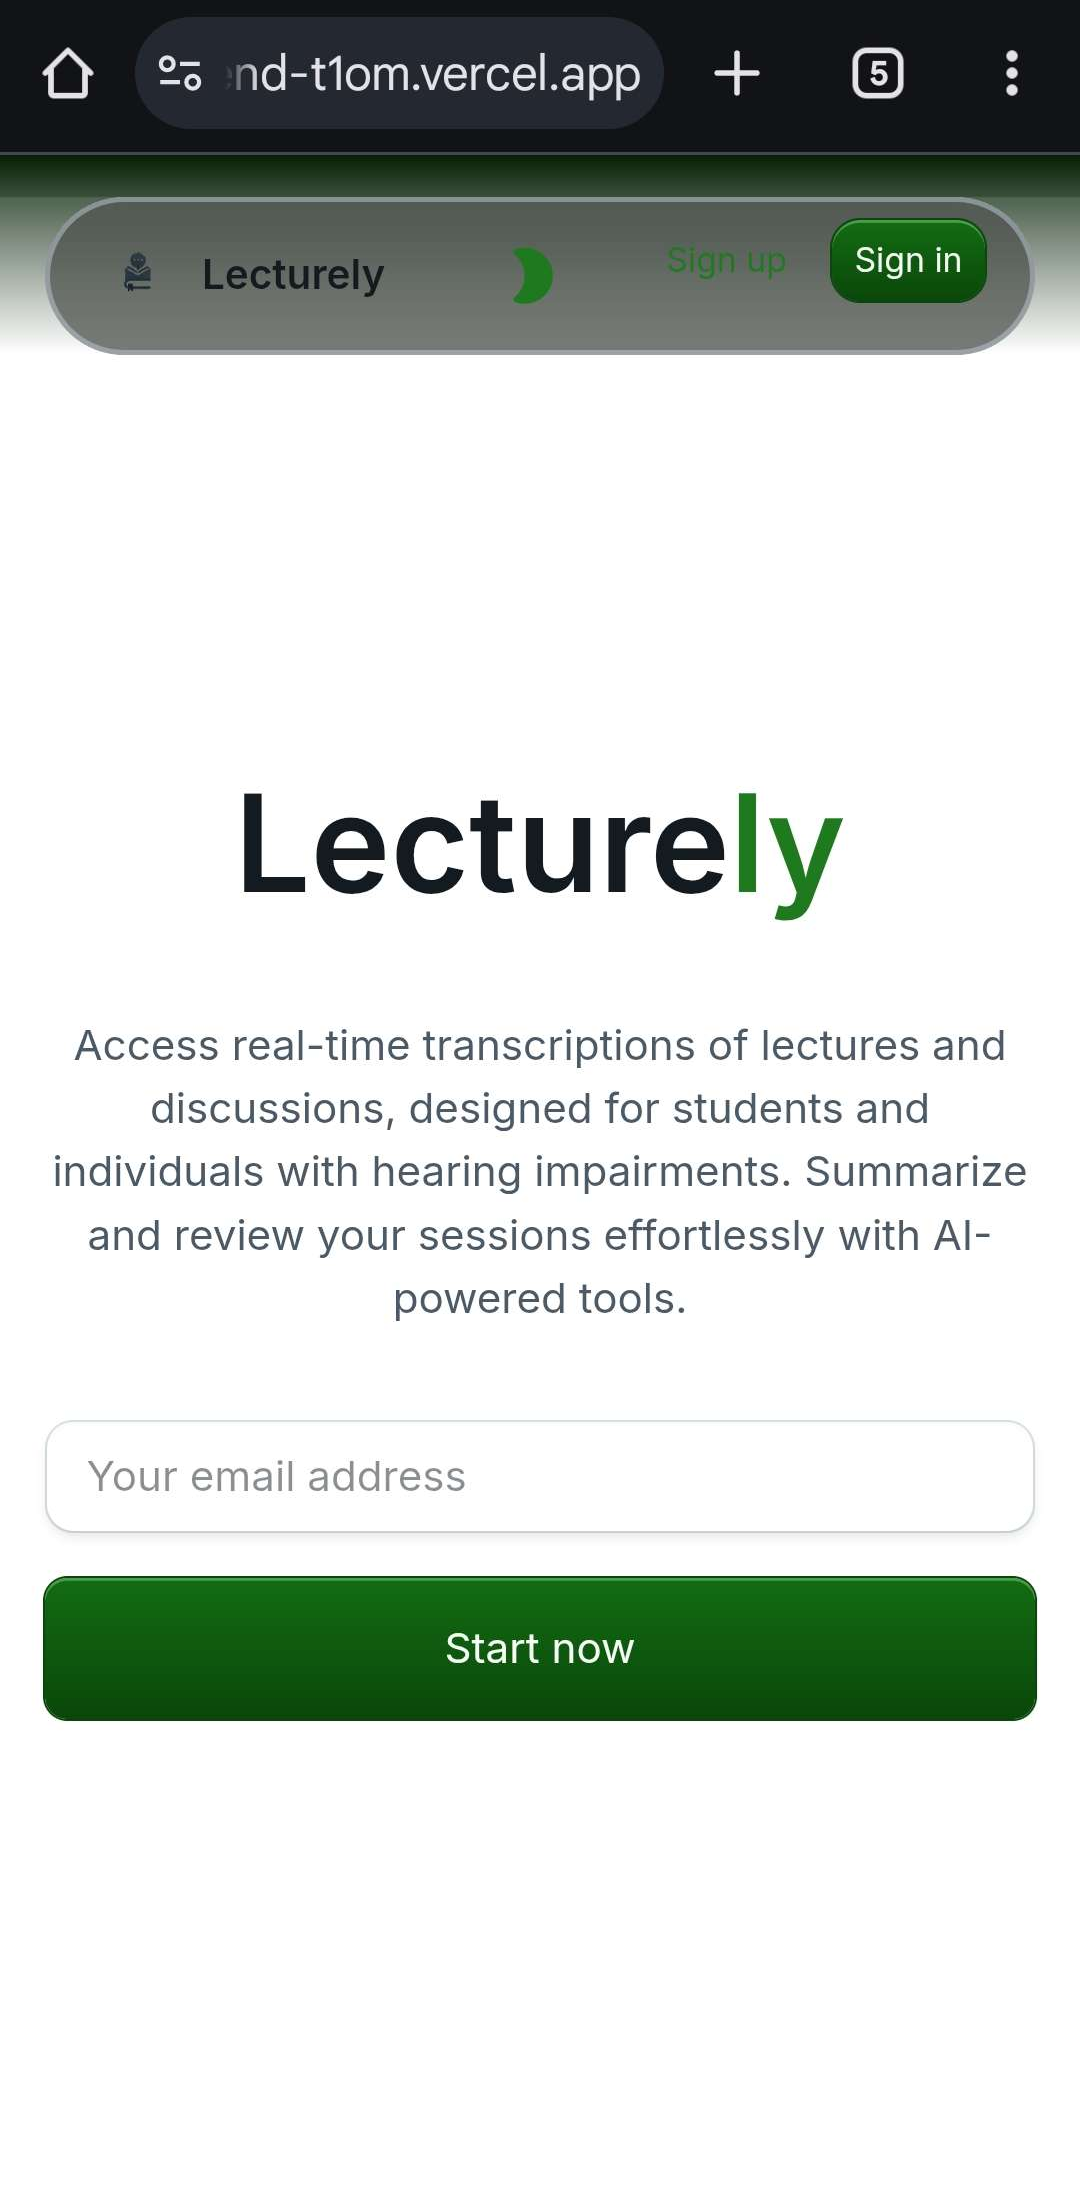 nd-t1om.vercel.app
5
Lecturely
Sign up
Sign in
Lecturely
Access real-time transcriptions of lectures and
discussions, designed for students and
individuals with hearing impairments. Summarize
and review your sessions effortlessly with AI-
powered tools.
Your email address
Start now